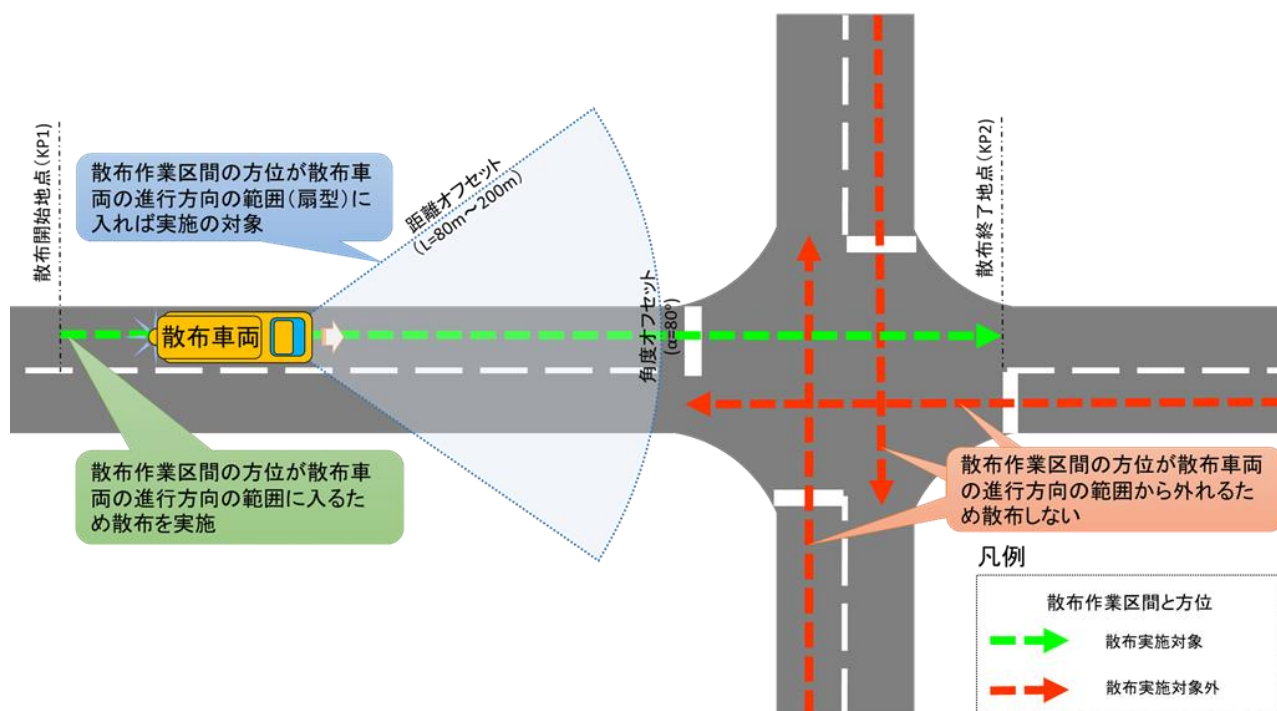 散布開始地点(KP1)
散布作業区間の方位が散布車
両の進行方向の範囲(扇型)に
入れば実施の対象
距離オフセット
(L=80m～200m)
角度オフセット
(α=80°)
散布終了地点(KP2)
散布車両
散布作業区間の方位が散布車
両の進行方向の範囲に入るた
め散布を実施
散布作業区間の方位が散布車両
の進行方向の範囲から外れるた
め散布しない
凡例
散布作業区間と方位
散布実施対象
散布実施対象外